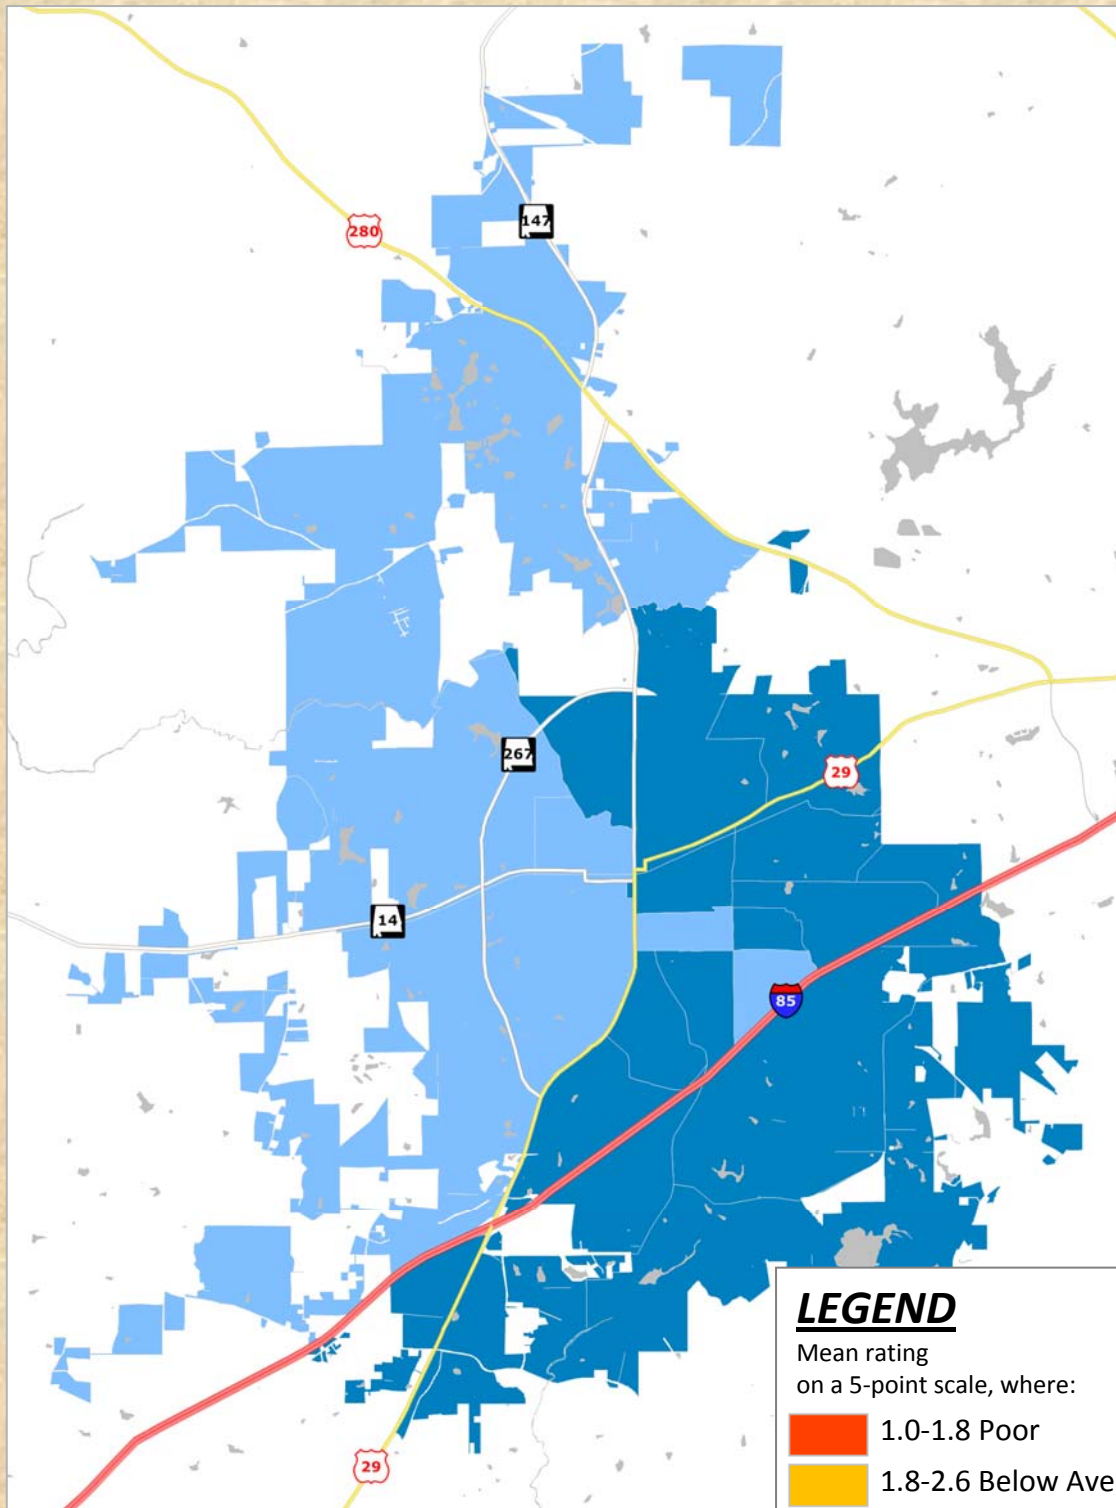 147
280
267
29
14
85
29
LEGEND
Mean rating
on a 5-point scale, where:
1.0-1.8 Poor
1.8-2.6 Below Ave